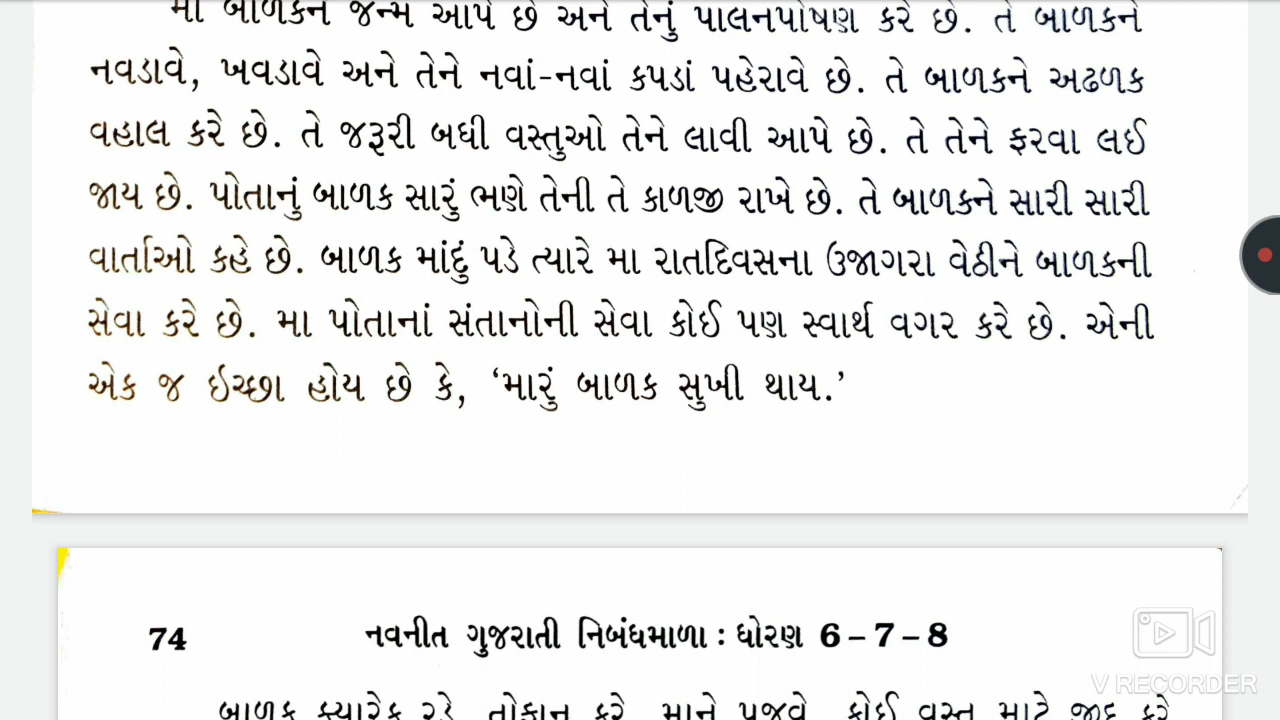 મા બાળકને જન્મ આપે છે અને તેનું પાલનપોષણ કરે છે. તે બાળકને
નવડાવે, ખવડાવે અને તેને નવાં-નવાં કપડાં પહેરાવે છે. તે બાળકને અઢળક
વહાલ કરે છે. તે જરૂરી બધી વસ્તુઓ તેને લાવી આપે છે. તે તેને ફરવા લઈ
જાય છે. પોતાનું બાળક સારું ભણે તેની તે કાળજી રાખે છે. તે બાળકને સારી સારી
વાર્તાઓ કહે છે. બાળક માંદું પડે ત્યારે મા રાતદિવસના ઉજાગરા વેઠીને બાળકની
સેવા કરે છે. મા પોતાનાં સંતાનોની સેવા કોઈ પણ સ્વાર્થ વગર કરે છે. એની
એક જ ઇચ્છા હોય છે કે, ‘મારું બાળક સુખી થાય.’
74 નવનીત ગુજરાતી નિબંધમાળા : ધોરણ 6 – 7 – 8
બાળક ક્યારેક રડે, તોફાન કરે, માને પજવે, કોઈ વસ્તુ માટે જીદ કરે
V RECORDER